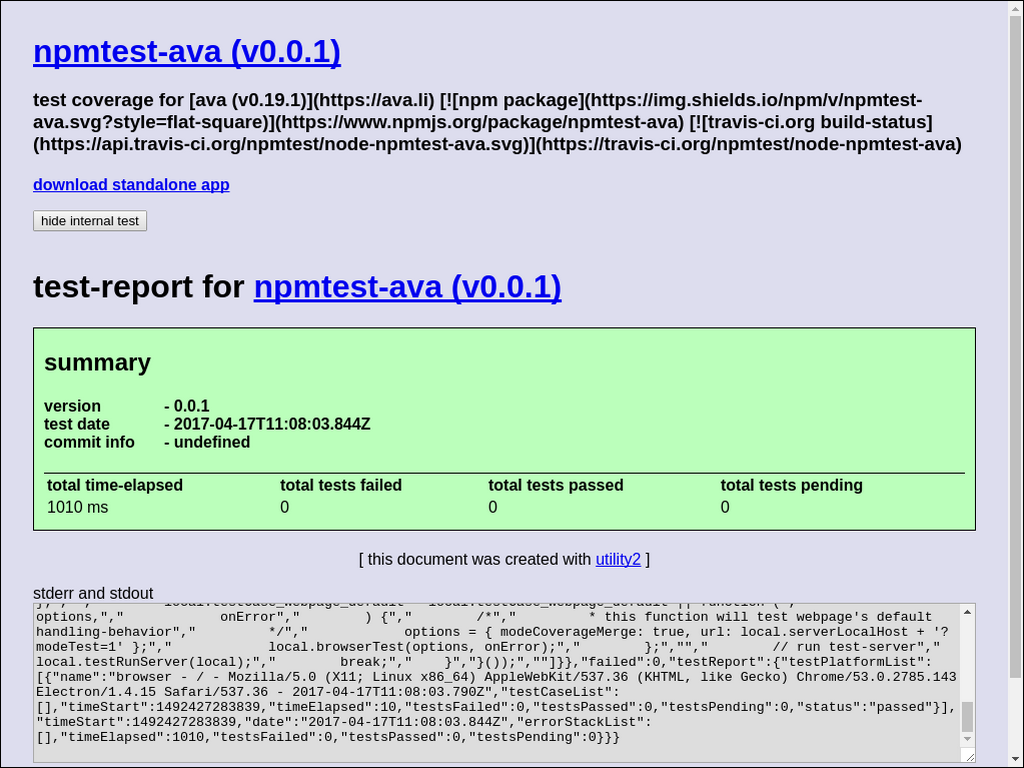 npmtest-ava (v0.0.1)
test coverage for [ava (v0.19.1)](https://ava.li) [![npm package](https://img.shields.io/npm/v/npmtest-
ava.svg?style=flat-square)](https://www.npmjs.org/package/npmtest-ava) [![travis-ci.org build-status]
(https://api.travis-ci.org/npmtest/node-npmtest-ava.svg)](https://travis-ci.org/npmtest/node-npmtest-ava)
download standalone app
hide internal test
test-report for npmtest-ava (v0.0.1)
summary
version - 0.0.1
test date - 2017-04-17T11:08:03.844Z
commit info - undefined
total time-elapsed total tests failed total tests passed total tests pending
1010 ms 0 0 0
[ this document was created with utility2 ]
stderr and stdout
options,","            onError","        ) {","        /*","         * this function will test webpage's default
handling-behavior","         */","            options = { modeCoverageMerge: true, url: local.serverLocalHost + '?
modeTest=1' };","            local.browserTest(options, onError);","        };","","        // run test-server","
local.testRunServer(local);","        break;","    }","}());",""]}},"failed":0,"testReport":{"testPlatformList":
[{"name":"browser - / - Mozilla/5.0 (X11; Linux x86_64) AppleWebKit/537.36 (KHTML, like Gecko) Chrome/53.0.2785.143
Electron/1.4.15 Safari/537.36 - 2017-04-17T11:08:03.790Z","testCaseList":
[],"timeStart":1492427283839,"timeElapsed":10,"testsFailed":0,"testsPassed":0,"testsPending":0,"status":"passed"}],
"timeStart":1492427283839,"date":"2017-04-17T11:08:03.844Z","errorStackList":
[],"timeElapsed":1010,"testsFailed":0,"testsPassed":0,"testsPending":0}}}